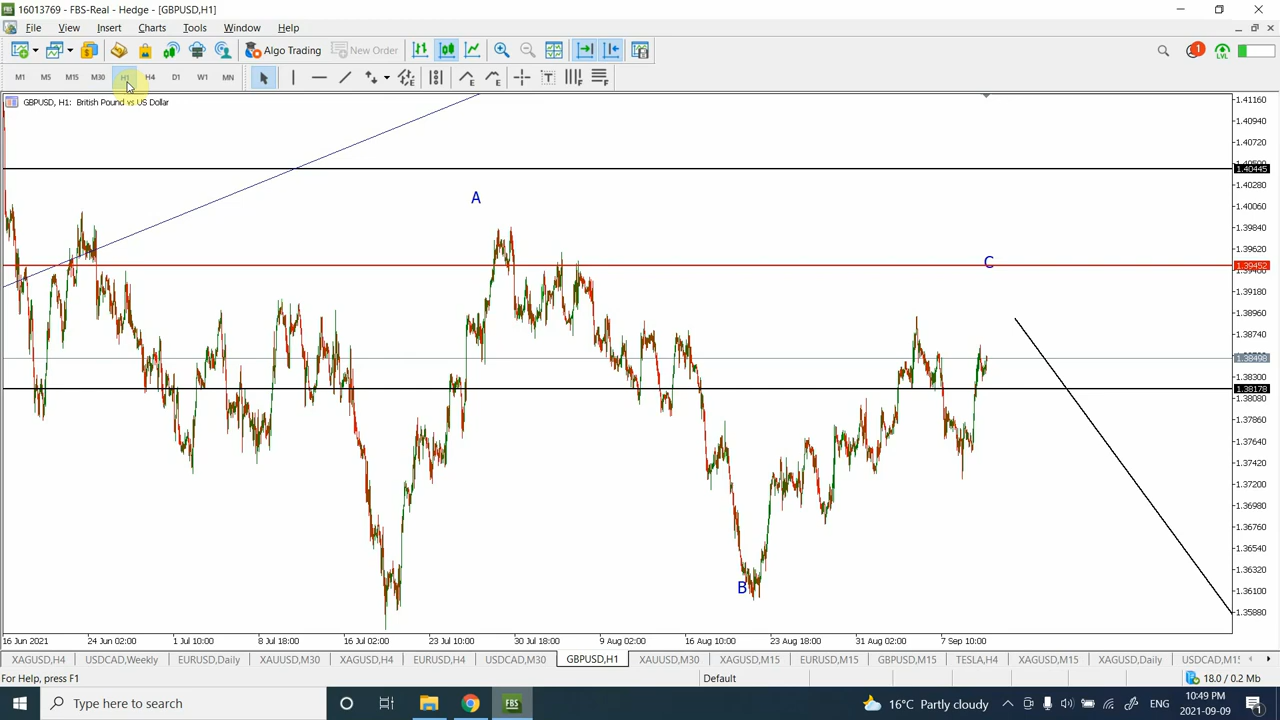 16013769 - FBS-Real - Hedge - [GBPUSD,H1]
File View Insert Charts Tools Window Help
Algo Trading New Order 1 LVL
M1 M5 M15 M30 H1 H4 D1 W1 MN T F F
GBPUSD, H1: British Pound vs US Dollar
1.41160
1.40940
1.40720
1.40445
1.40280
A
1.40060
1.39840
1.39620
C
1.39452
1.39180
1.38960
1.38740
1.38498
1.38300
1.38178
1.38080
1.37860
1.37640
1.37420
1.37200
1.36980
1.36760
1.36540
1.36320
B
1.36100
1.35880
16 Jun 2021 24 Jun 02:00 1 Jul 10:00 8 Jul 18:00 16 Jul 02:00 23 Jul 10:00 30 Jul 18:00 9 Aug 02:00 16 Aug 10:00 23 Aug 18:00 31 Aug 02:00 7 Sep 10:00
XAGUSD,H4 USDCAD,Weekly EURUSD,Daily XAUUSD,M30 XAGUSD,H4 EURUSD,H4 USDCAD,M30 GBPUSD,H1 XAUUSD,M30 XAGUSD,M15 EURUSD,M15 GBPUSD,M15 TESLA,H4 XAGUSD,M15 XAGUSD,Daily USDCAD,M15
For Help, press F1 Default 18.0 / 0.2 Mb
Type here to search FBS 16°C Partly cloudy 10:49 PM
2021-09-09 1